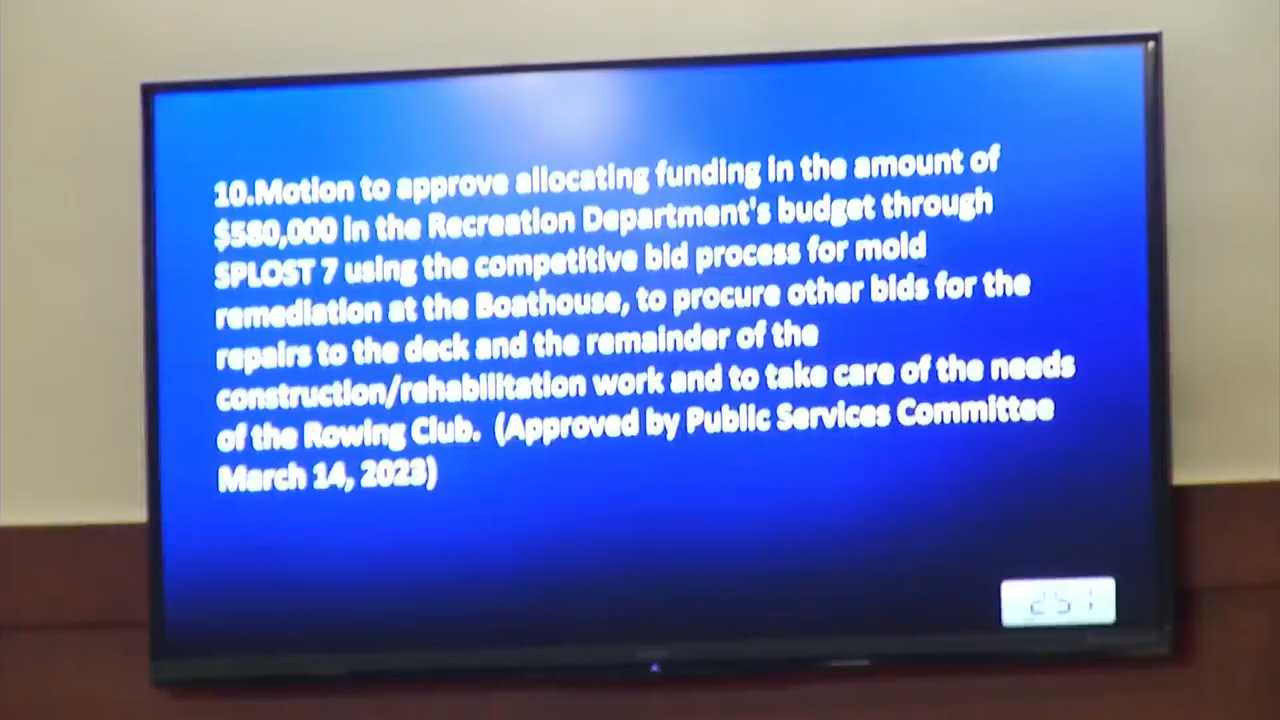 10.Motion to approve allocating funding in the amount of
$580,000 in the Recreation Department's budget through
SPLOST 7 using the competitive bid process for mold
remediation at the Boathouse, to procure other bids for the
repairs to the deck and the remainder of the
construction/rehabilitation work and to take care of the needs
of the Rowing Club.  (Approved by Public Services Committee
March 14, 2023)